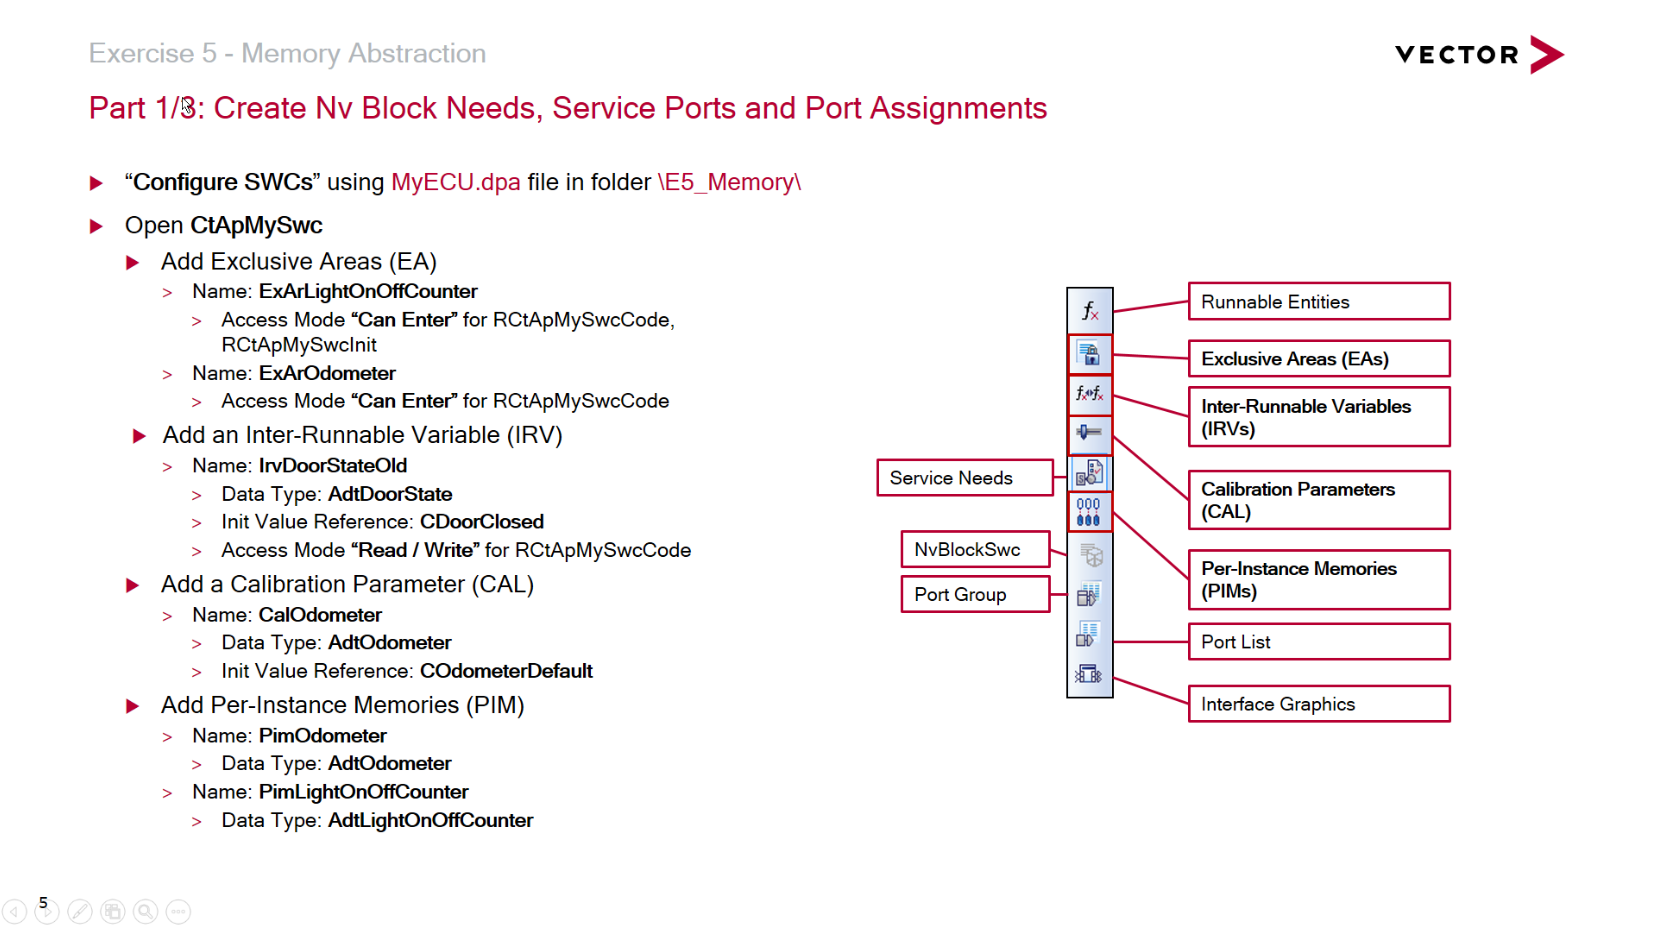 Exercise 5 - Memory Abstraction
VECTOR
Part 1/3: Create Nv Block Needs, Service Ports and Port Assignments
“Configure SWCs” using MyECU.dpa file in folder \E5_Memory\
Open CtApMySwc
Add Exclusive Areas (EA)
> Name: ExArLightOnOffCounter
> Access Mode “Can Enter” for RCtApMySwcCode,
RCtApMySwcInit
> Name: ExArOdometer
> Access Mode “Can Enter” for RCtApMySwcCode
Add an Inter-Runnable Variable (IRV)
> Name: IrvDoorStateOld
> Data Type: AdtDoorState
> Init Value Reference: CDoorClosed
> Access Mode “Read / Write” for RCtApMySwcCode
Add a Calibration Parameter (CAL)
> Name: CalOdometer
> Data Type: AdtOdometer
> Init Value Reference: COdometerDefault
Add Per-Instance Memories (PIM)
> Name: PimOdometer
> Data Type: AdtOdometer
> Name: PimLightOnOffCounter
> Data Type: AdtLightOnOffCounter
Service Needs
NvBlockSwc
Port Group
fx
fx fx
Runnable Entities
Exclusive Areas (EAs)
Inter-Runnable Variables
(IRVs)
Calibration Parameters
(CAL)
Per-Instance Memories
(PIMs)
Port List
Interface Graphics
5